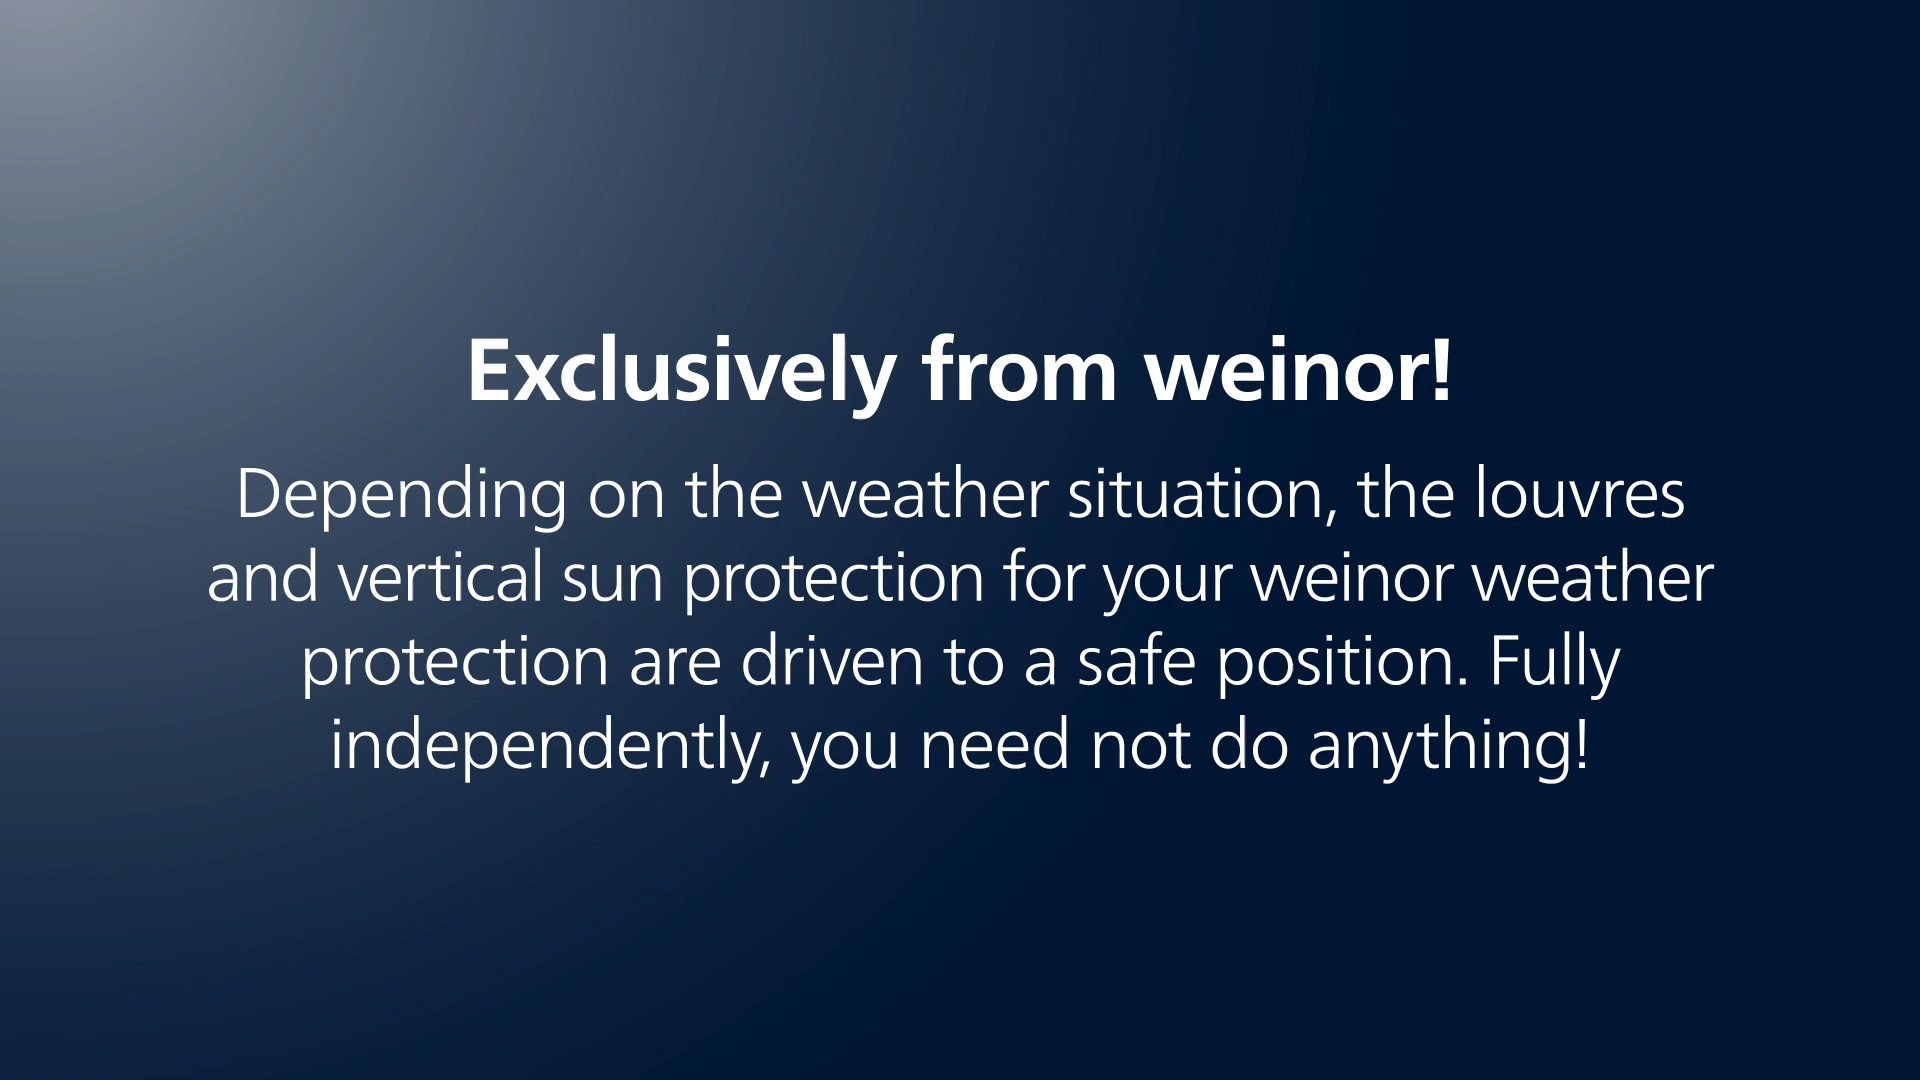 Exclusively from weinor!
Depending on the weather situation, the louvres
and vertical sun protection for your weinor weather
protection are driven to a safe position. Fully
independently, you need not do anything!